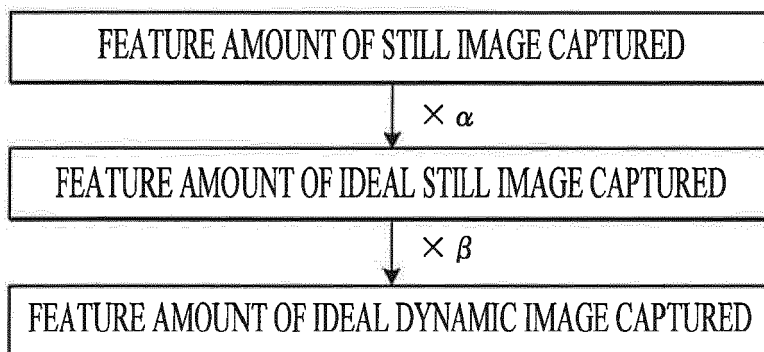 FEATURE AMOUNT OF STILL IMAGE CAPTURED
× α
FEATURE AMOUNT OF IDEAL STILL IMAGE CAPTURED
× β
FEATURE AMOUNT OF IDEAL DYNAMIC IMAGE CAPTURED